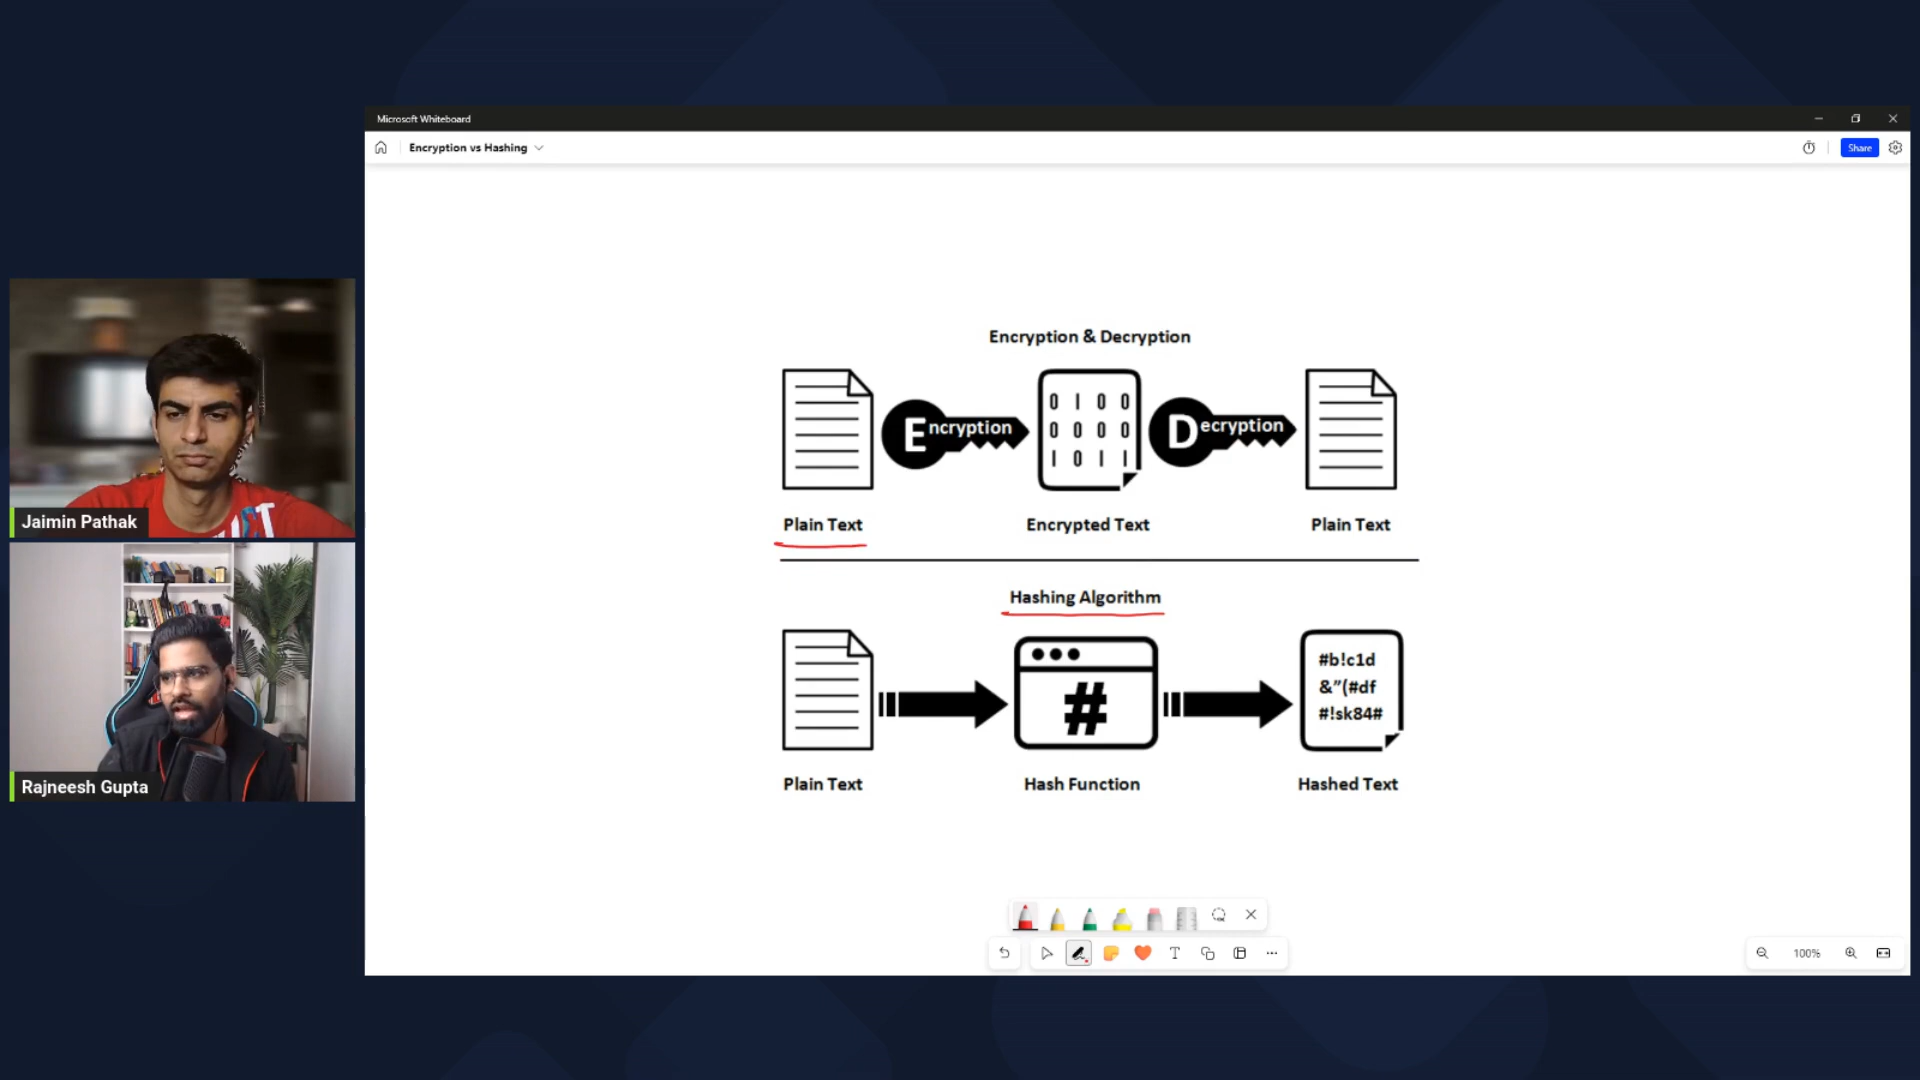 Microsoft Whiteboard
Encryption vs Hashing
Share
Encryption & Decryption
0 1 0 0
0 0 0 0
1 0 1 1
Encryption
Decryption
Plain Text
Encrypted Text
Plain Text
Jaimin Pathak
Hashing Algorithm
#b!c1d
&"(#df
#!sk84#
#
Plain Text
Hash Function
Hashed Text
Rajneesh Gupta
T
100%